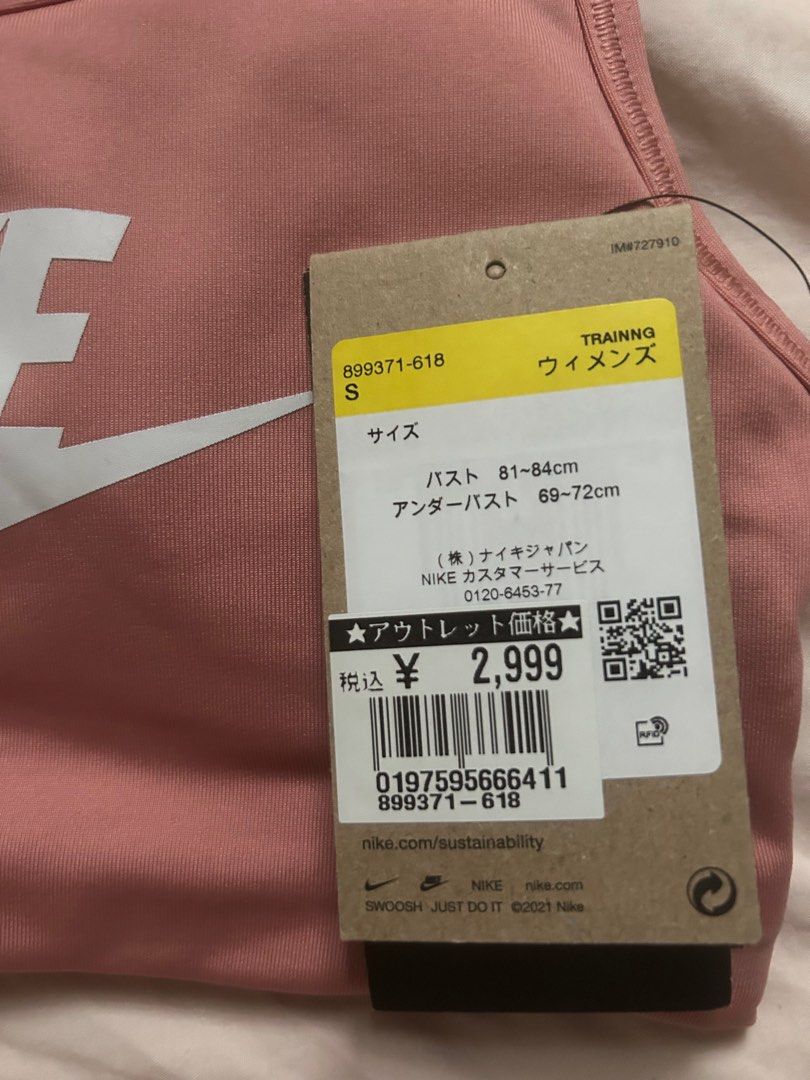 KE
IM#727910
TRAINNG
899371-618
ウィメンズ
S
サイズ
バスト 81~84cm
アンダーバスト 69~72cm
(株)ナイキジャパン
NIKE カスタマーサービス
0120-6453-77
★アウトレット価格★
税込 ¥ 2,999
0197595666411
899371-618
RFID
nike.com/sustainability
NIKE nike.com
SWOOSH JUST DO IT ©2021 Nike